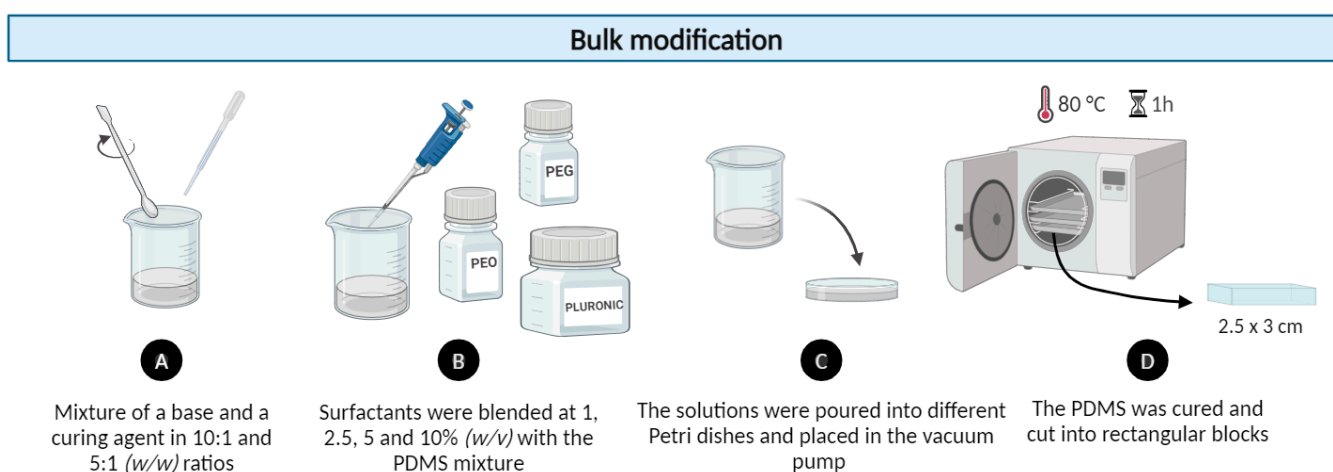 Bulk modification
80 °C 1h
PEG
PEO
PLURONIC
2.5 x 3 cm
A
B
C
D
Mixture of a base and a
curing agent in 10:1 and
5:1 (w/w) ratios
Surfactants were blended at 1,
2.5, 5 and 10% (w/v) with the
PDMS mixture
The solutions were poured into different
Petri dishes and placed in the vacuum
pump
The PDMS was cured and
cut into rectangular blocks